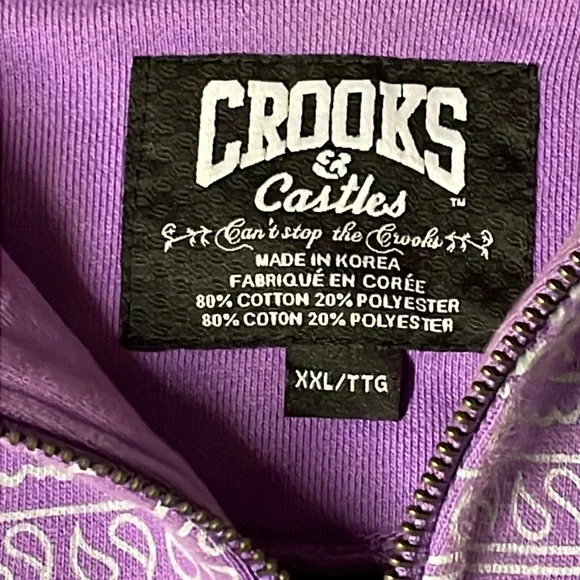 CROOKS
&
Castles
TM
Can't stop the Crooks
MADE IN KOREA
FABRIQUÉ EN CORÉE
80% COTTON 20% POLYESTER
80% COTON 20% POLYESTER
XXL/TTG